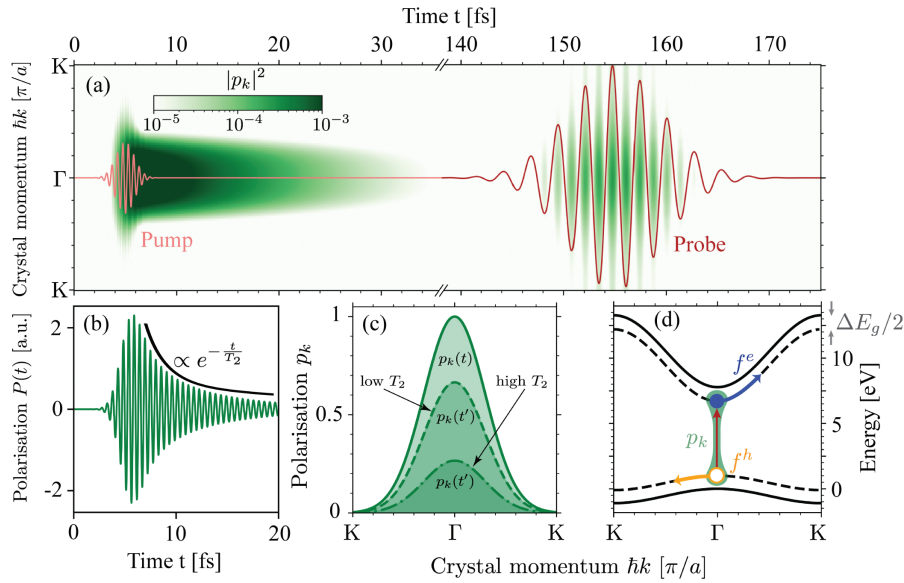 Time t [fs]
0 10 20 30 140 150 160 170
Crystal momentum ħk [π/a]
K
Γ
K
(a)
|p_k|^2
10^-5 10^-4 10^-3
Pump
Probe
Polarisation P(t) [a.u.]
2
0
-2
(b)
∝ e^{-t/T_2}
0 10 20
Time t [fs]
Polarisation p_k
1
0.5
0
(c)
p_k(t)
low T_2
high T_2
p_k(t')
p_k(t')
K Γ K
(d)
ΔE_g/2
f^e
p_k
f^h
10
5
0
Energy [eV]
K Γ K
Crystal momentum ħk [π/a]